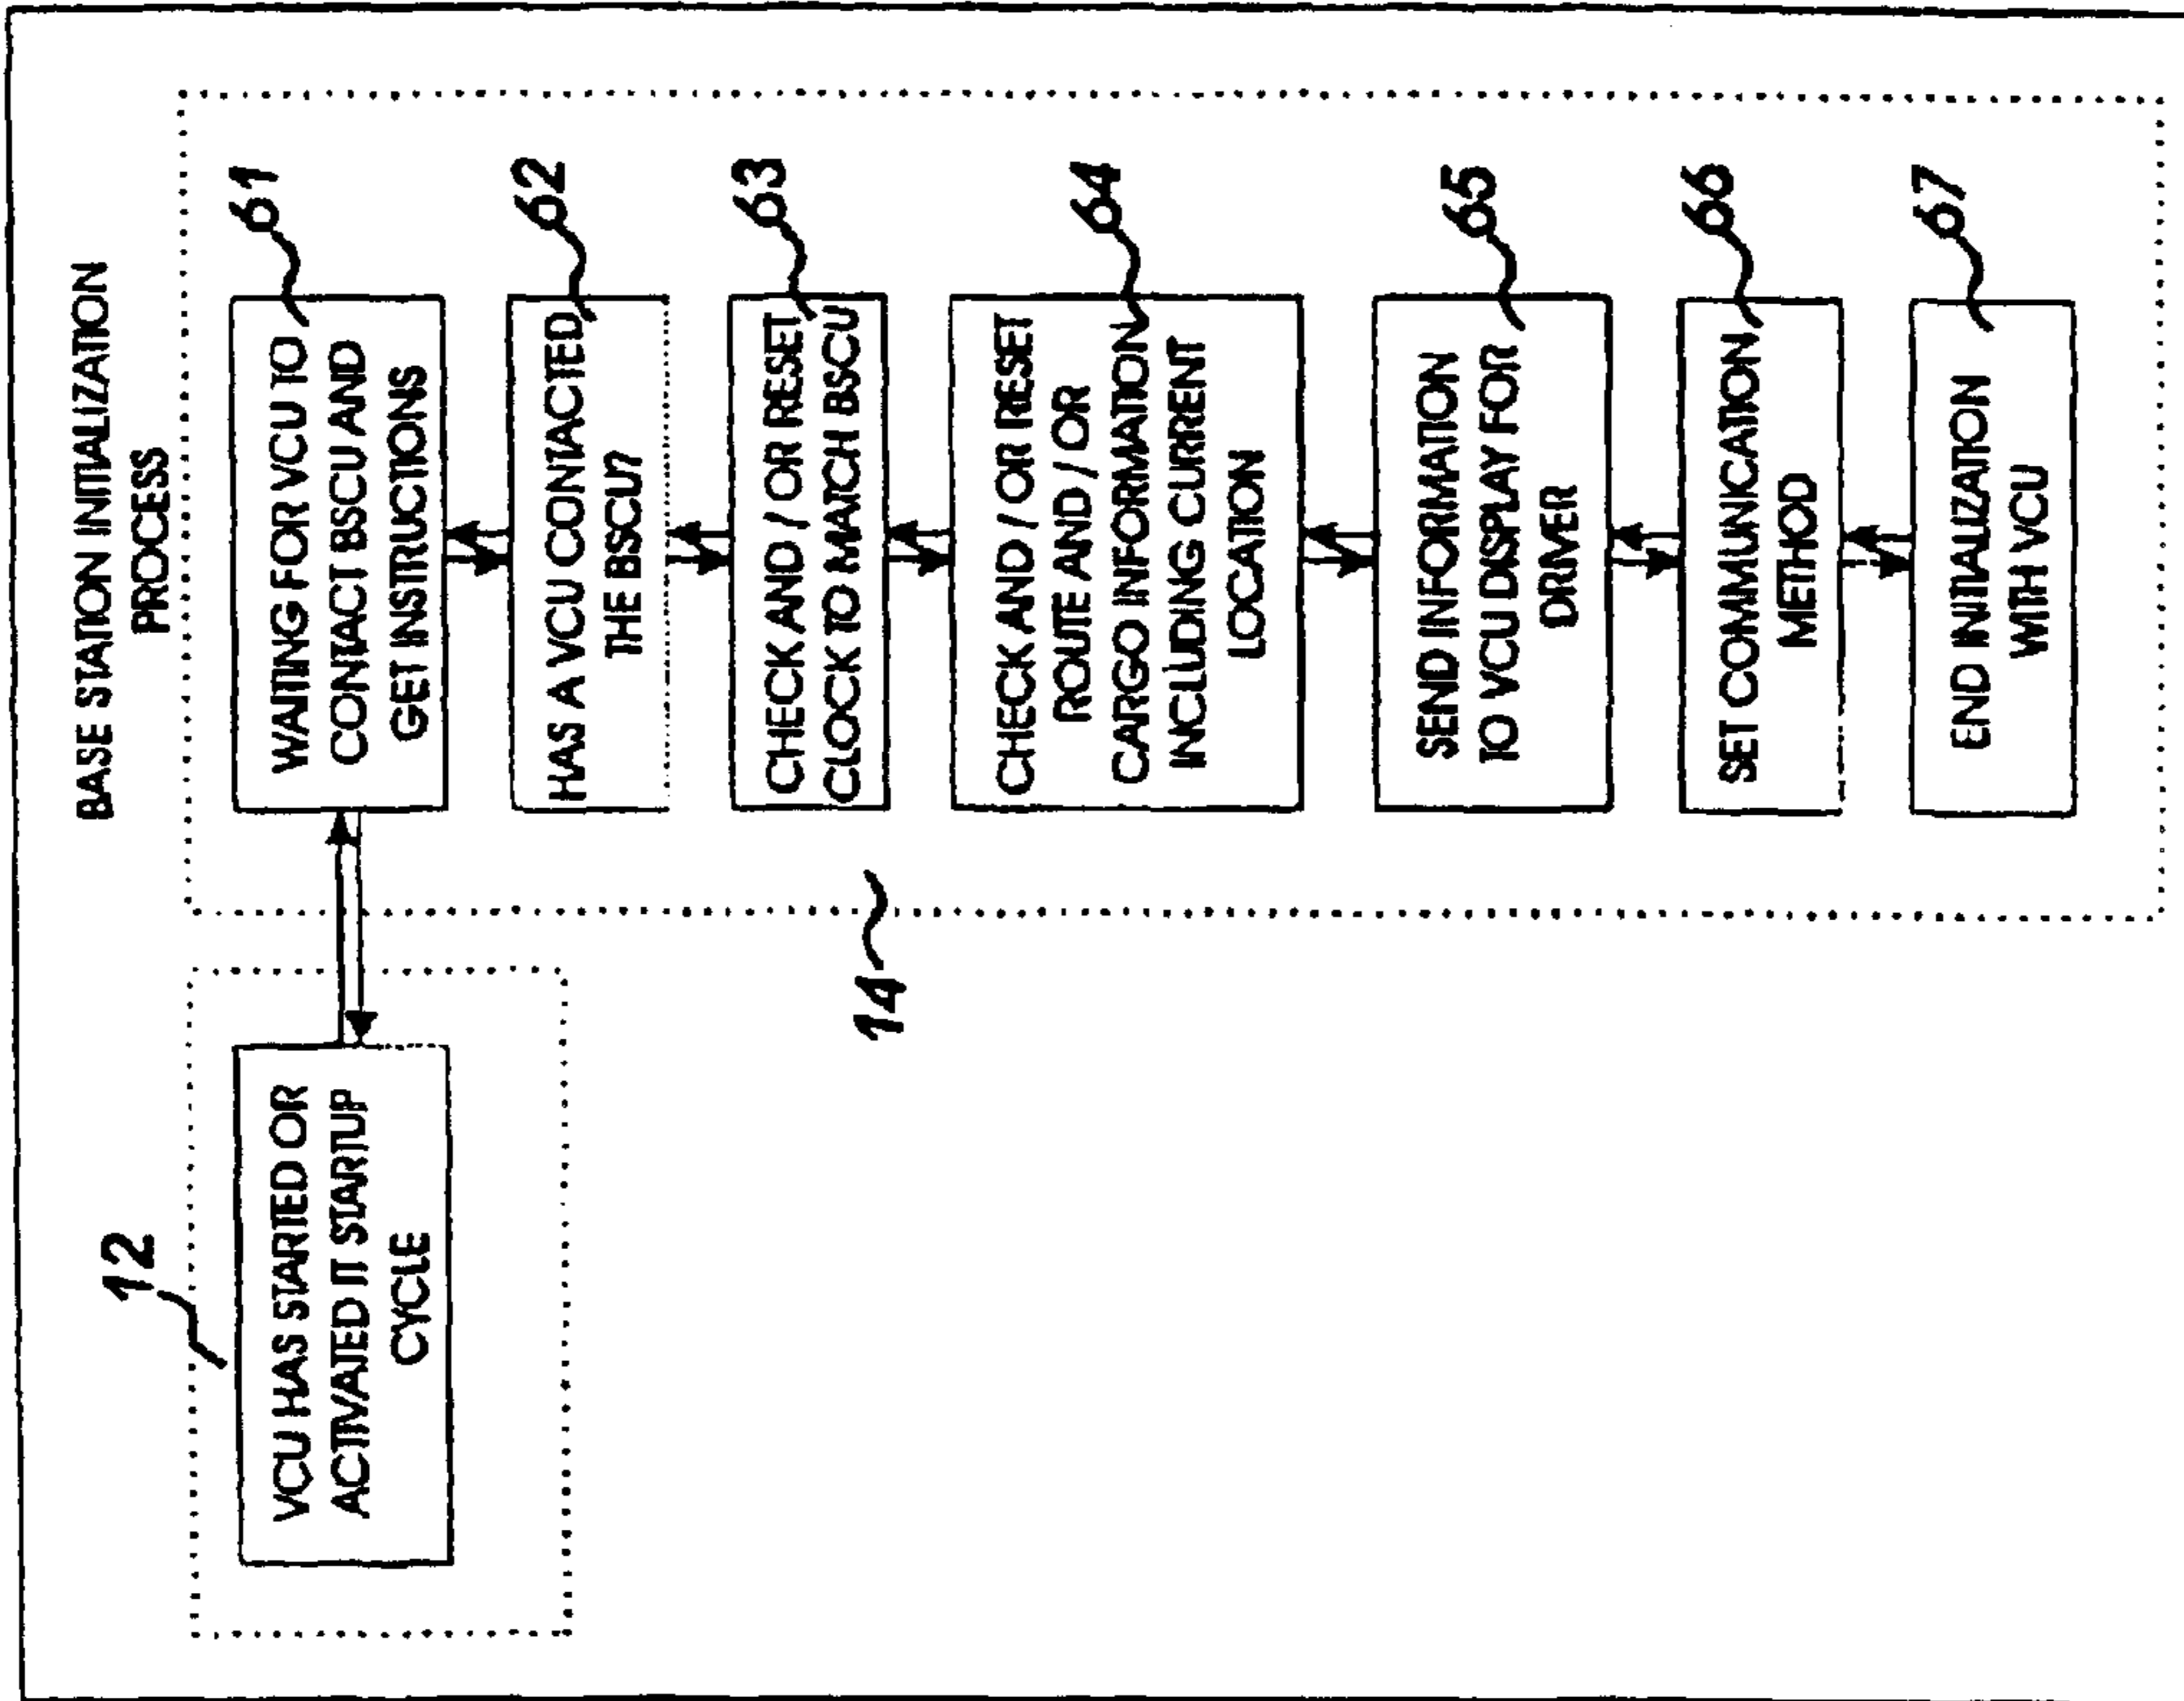 BASE STATION INITIALIZATION
PROCESS
12
VCU HAS STARTED OR
ACTIVATED IT STARTUP
CYCLE
14
61
WAITING FOR VCU TO
CONTACT BSCU AND
GET INSTRUCTIONS
62
HAS A VCU CONTACTED
THE BSCU?
63
CHECK AND / OR RESET
CLOCK TO MATCH BSCU
64
CHECK AND / OR RESET
ROUTE AND / OR
CARGO INFORMATION
INCLUDING CURRENT
LOCATION
65
SEND INFORMATION
TO VCU DISPLAY FOR
DRIVER
66
SET COMMUNICATION
METHOD
67
END INITIALIZATION
WITH VCU